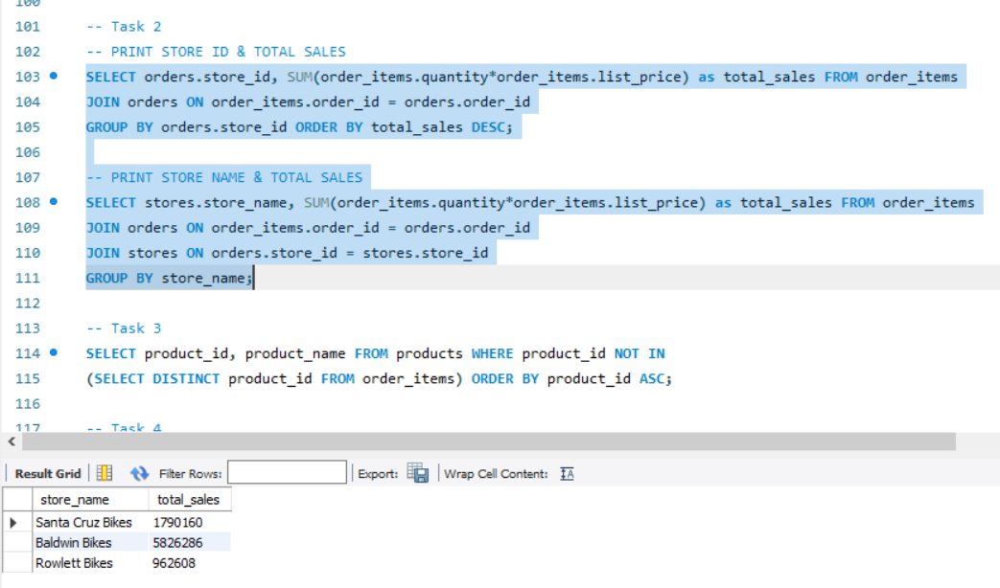 100
101 -- Task 2
102 -- PRINT STORE ID & TOTAL SALES
103 SELECT orders.store_id, SUM(order_items.quantity*order_items.list_price) as total_sales FROM order_items
104 JOIN orders ON order_items.order_id = orders.order_id
105 GROUP BY orders.store_id ORDER BY total_sales DESC;
106
107 -- PRINT STORE NAME & TOTAL SALES
108 SELECT stores.store_name, SUM(order_items.quantity*order_items.list_price) as total_sales FROM order_items
109 JOIN orders ON order_items.order_id = orders.order_id
110 JOIN stores ON orders.store_id = stores.store_id
111 GROUP BY store_name;
112
113 -- Task 3
114 SELECT product_id, product_name FROM products WHERE product_id NOT IN
115 (SELECT DISTINCT product_id FROM order_items) ORDER BY product_id ASC;
116
117 -- Task 4
Result Grid Filter Rows: Export: Wrap Cell Content:
store_name total_sales
Santa Cruz Bikes 1790160
Baldwin Bikes 5826286
Rowlett Bikes 962608